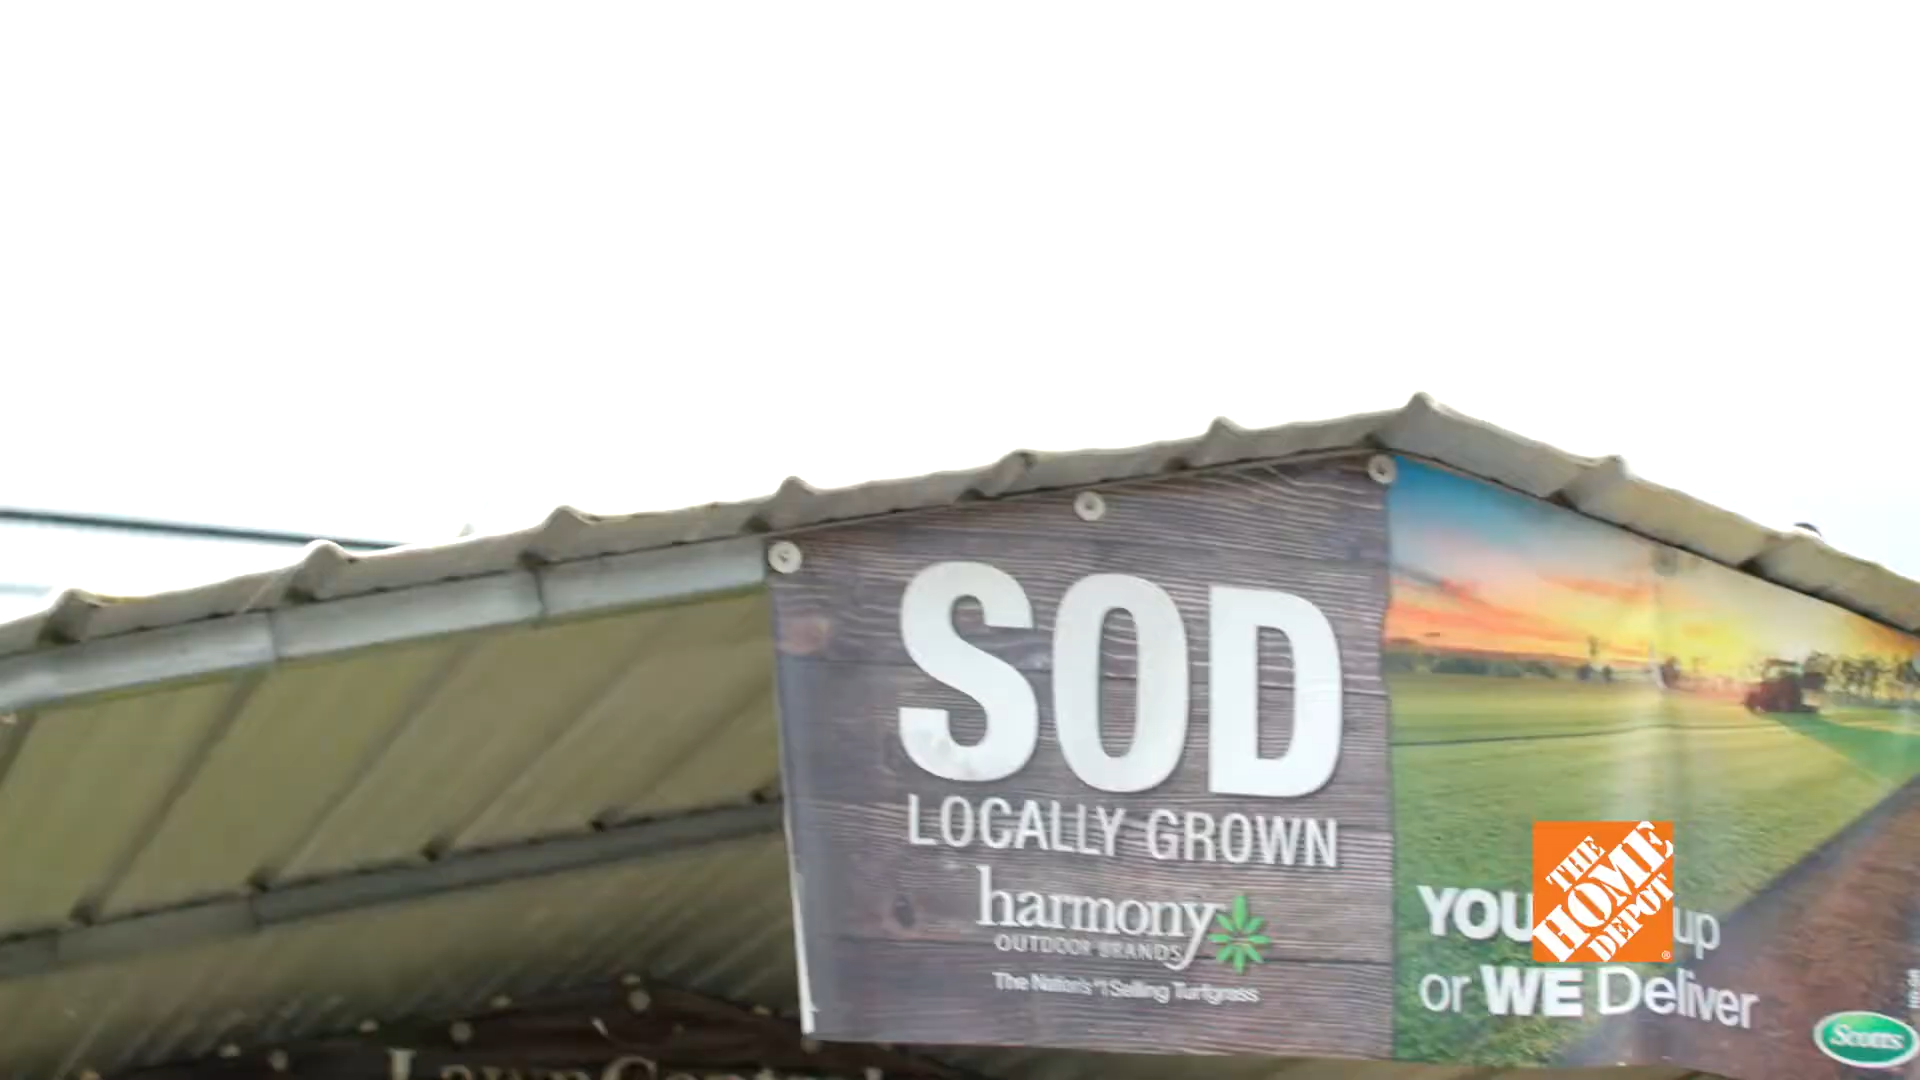 SOD
LOCALLY GROWN
harmony
OUTDOOR BRANDS
The Nation's #1 Selling Turfgrass
YOU up
or WE Deliver
THE
HOME
DEPOT
Scotts